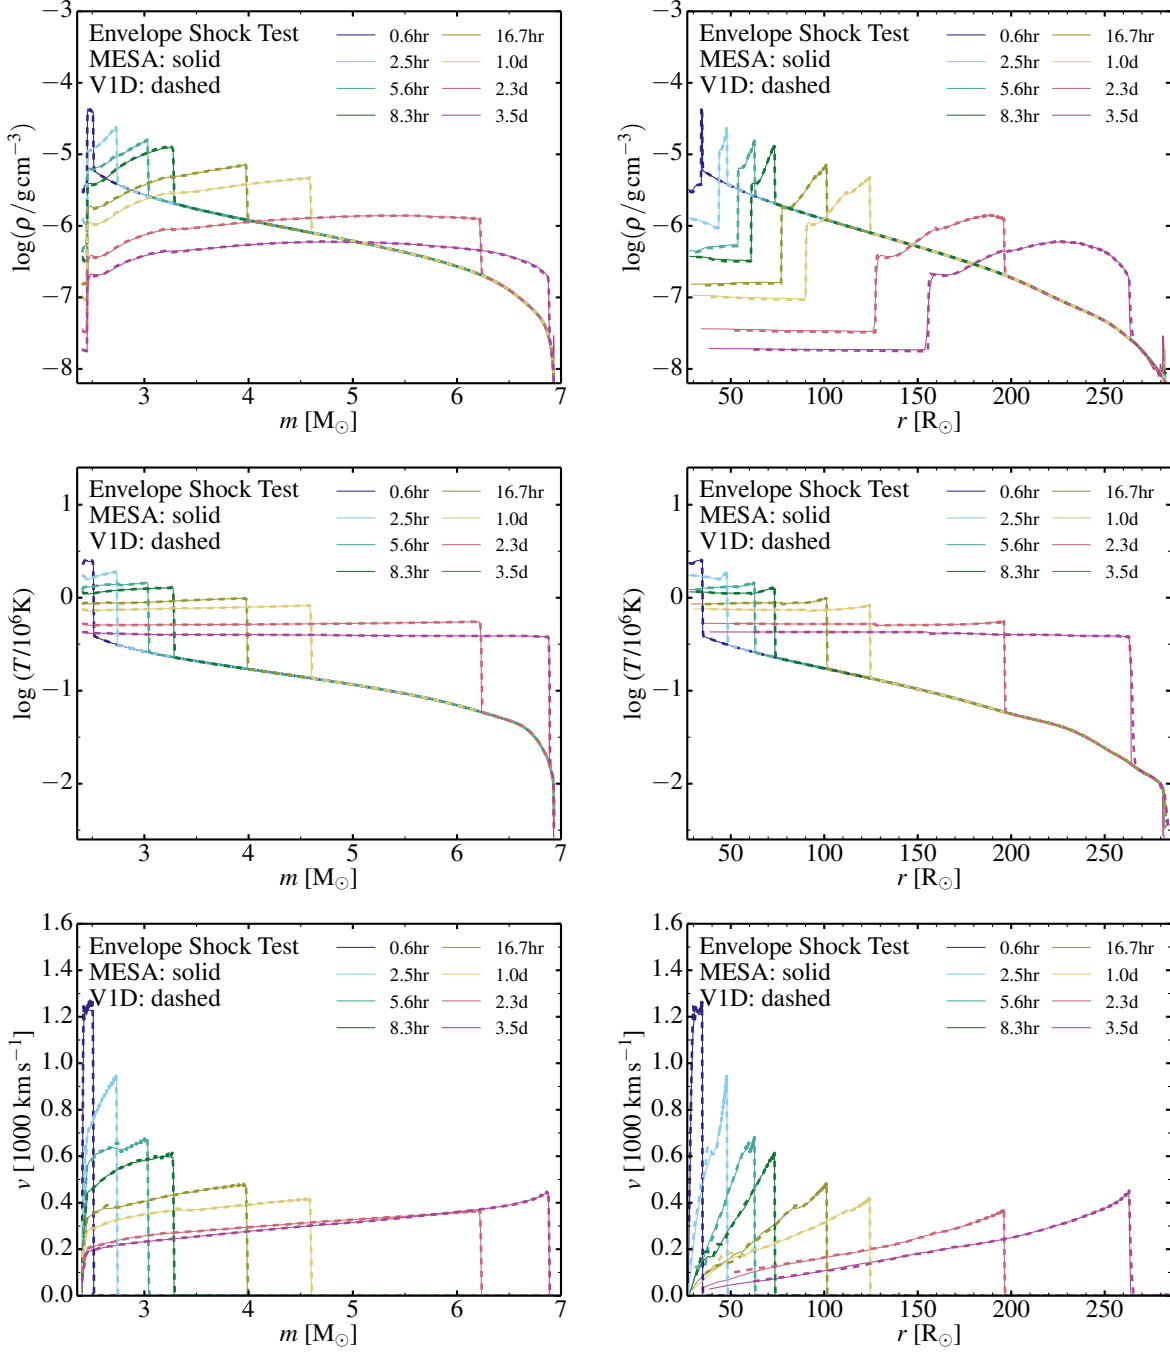 Envelope Shock Test
MESA: solid
V1D: dashed
0.6hr
2.5hr
5.6hr
8.3hr
16.7hr
1.0d
2.3d
3.5d
−3
−4
−5
−6
−7
−8
log(ρ/g cm⁻³)
3 4 5 6 7
m [M☉]
Envelope Shock Test
MESA: solid
V1D: dashed
0.6hr
2.5hr
5.6hr
8.3hr
16.7hr
1.0d
2.3d
3.5d
−3
−4
−5
−6
−7
−8
log(ρ/g cm⁻³)
50 100 150 200 250
r [R☉]
Envelope Shock Test
MESA: solid
V1D: dashed
0.6hr
2.5hr
5.6hr
8.3hr
16.7hr
1.0d
2.3d
3.5d
1
0
−1
−2
log (T/10⁶K)
3 4 5 6 7
m [M☉]
Envelope Shock Test
MESA: solid
V1D: dashed
0.6hr
2.5hr
5.6hr
8.3hr
16.7hr
1.0d
2.3d
3.5d
1
0
−1
−2
log (T/10⁶K)
50 100 150 200 250
r [R☉]
Envelope Shock Test
MESA: solid
V1D: dashed
0.6hr
2.5hr
5.6hr
8.3hr
16.7hr
1.0d
2.3d
3.5d
1.6
1.4
1.2
1.0
0.8
0.6
0.4
0.2
0.0
v [1000 km s⁻¹]
3 4 5 6 7
m [M☉]
Envelope Shock Test
MESA: solid
V1D: dashed
0.6hr
2.5hr
5.6hr
8.3hr
16.7hr
1.0d
2.3d
3.5d
1.6
1.4
1.2
1.0
0.8
0.6
0.4
0.2
0.0
v [1000 km s⁻¹]
50 100 150 200 250
r [R☉]